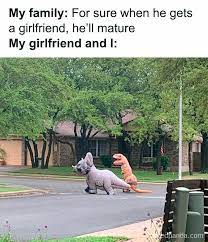 My family: For sure when he gets
a girlfriend, he'll mature
My girlfriend and I: